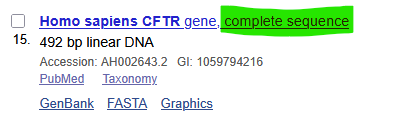 Homo sapiens CFTR gene, complete sequence
15. 492 bp linear DNA
Accession: AH002643.2 GI: 1059794216
PubMed Taxonomy
GenBank FASTA Graphics